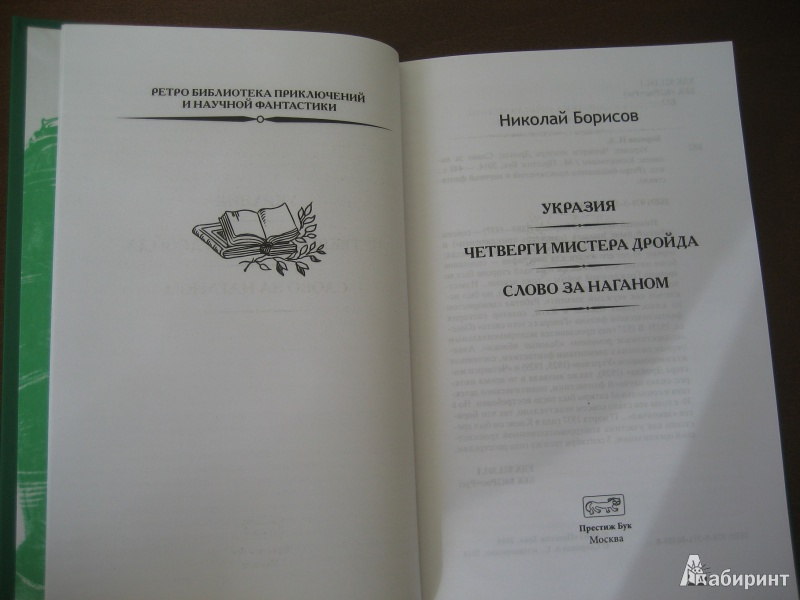 РЕТРО БИБЛИОТЕКА ПРИКЛЮЧЕНИЙ
И НАУЧНОЙ ФАНТАСТИКИ
Николай Борисов
УКРАЗИЯ
ЧЕТВЕРГИ МИСТЕРА ДРОЙДА
СЛОВО ЗА НАГАНОМ
Престиж Бук
Москва
Лабиринт